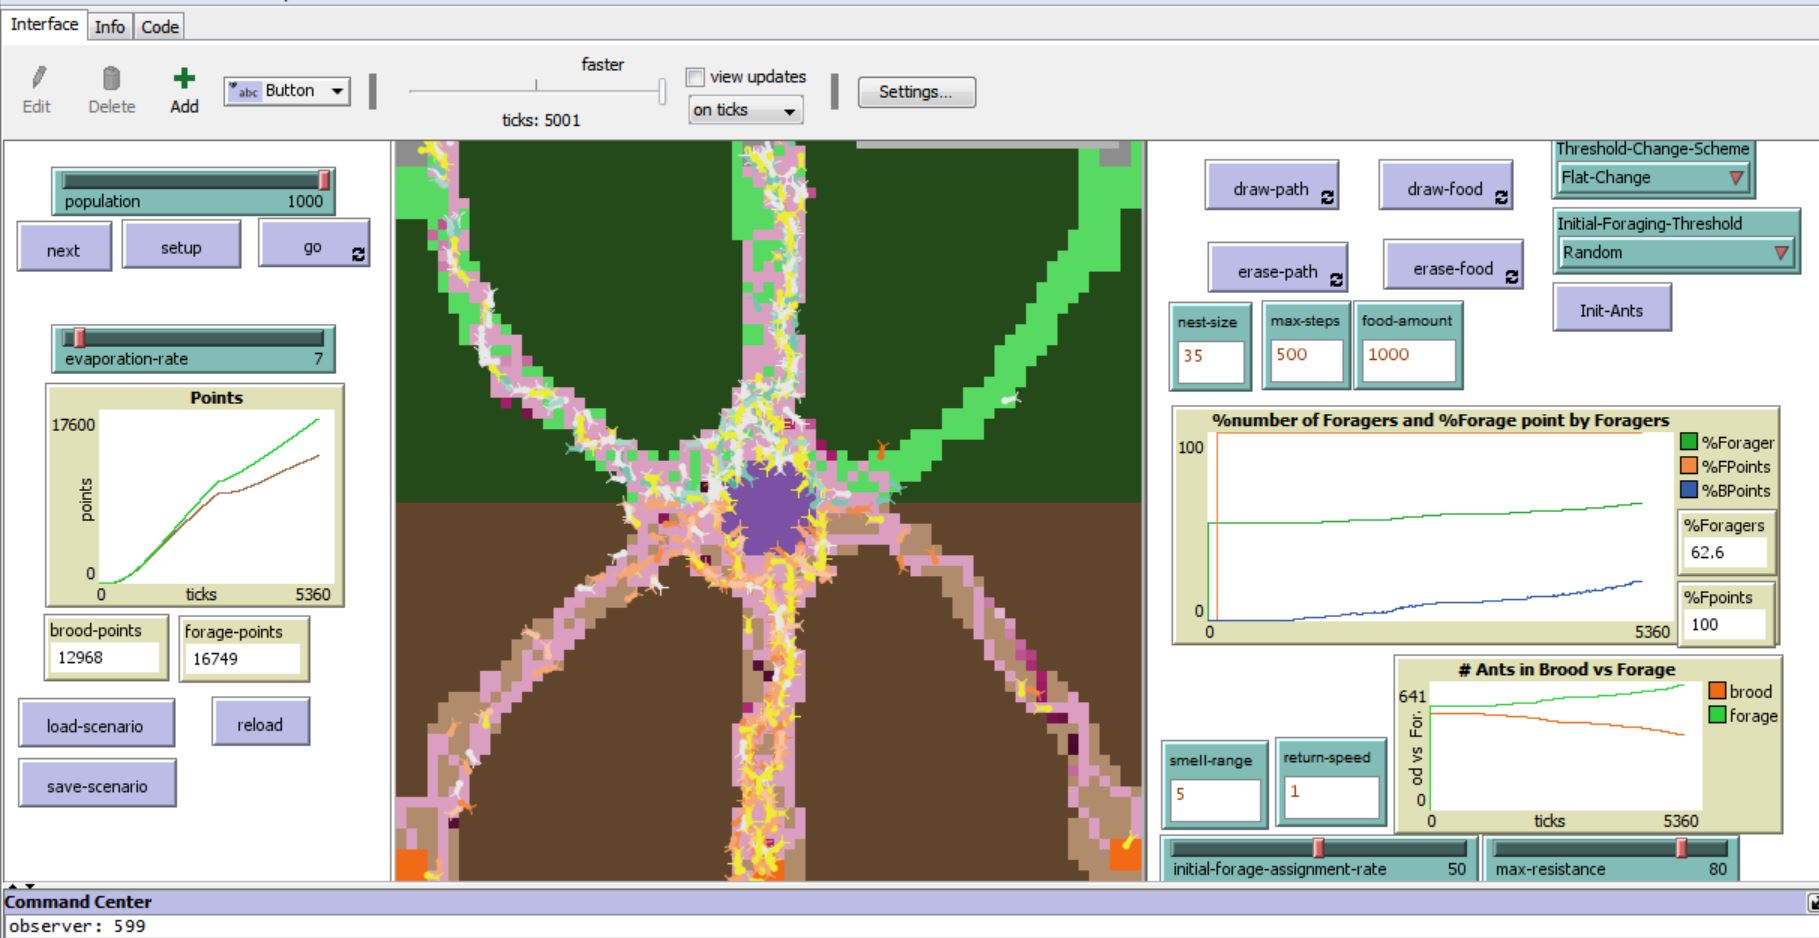 Interface Info Code
Edit Delete Add
abc Button
faster
ticks: 5001
view updates
on ticks
Settings...
population 1000
next setup go
evaporation-rate 7
Points
17600
points
0
0 ticks 5360
brood-points
12968
forage-points
16749
load-scenario reload
save-scenario
draw-path draw-food
erase-path erase-food
Threshold-Change-Scheme
Flat-Change
Initial-Foraging-Threshold
Random
Init-Ants
nest-size
35
max-steps
500
food-amount
1000
%number of Foragers and %Forage point by Foragers
100
0
0 5360
%Forager
%FPoints
%BPoints
%Foragers
62.6
%Fpoints
100
# Ants in Brood vs Forage
641
od vs For.
0
0 ticks 5360
brood
forage
smell-range
5
return-speed
1
initial-forage-assignment-rate 50
max-resistance 80
Command Center
observer: 599